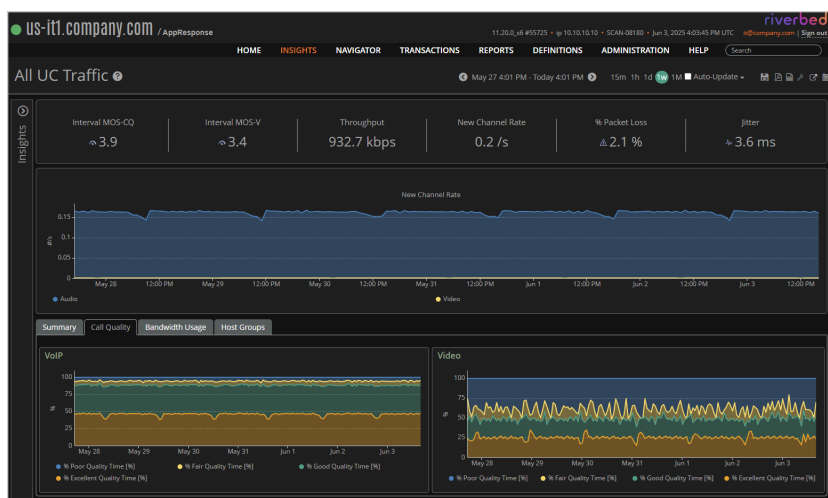 riverbed
us-it1.company.com / AppResponse
11.20.0_s6 #55725 • ip 10.10.10.10 • SCAN-08180 • Jun 3, 2025 4:03:45 PM UTC
@company.com | Sign out
HOME INSIGHTS NAVIGATOR TRANSACTIONS REPORTS DEFINITIONS ADMINISTRATION HELP Search
All UC Traffic ?
May 27 4:01 PM - Today 4:01 PM 15m 1h 1d 1w 1M Auto-Update
Insights
Interval MOS-CQ Interval MOS-V Throughput New Channel Rate % Packet Loss Jitter
3.9 3.4 932.7 kbps 0.2 /s 2.1 % 3.6 ms
New Channel Rate
0.15
0.1
#/s
0.05
0
May 28 12:00 PM May 29 12:00 PM May 30 12:00 PM May 31 12:00 PM Jun 1 12:00 PM Jun 2 12:00 PM Jun 3 12:00 PM
Audio Video
Summary Call Quality Bandwidth Usage Host Groups
VoIP
100
75
%
50
25
0
May 28 May 29 May 30 May 31 Jun 1 Jun 2 Jun 3
% Poor Quality Time [%] % Fair Quality Time [%] % Good Quality Time [%]
% Excellent Quality Time [%]
Video
100
75
%
50
25
0
May 28 May 29 May 30 May 31 Jun 1 Jun 2 Jun 3
% Poor Quality Time [%] % Fair Quality Time [%] % Good Quality Time [%] % Excellent Quality Time [%]